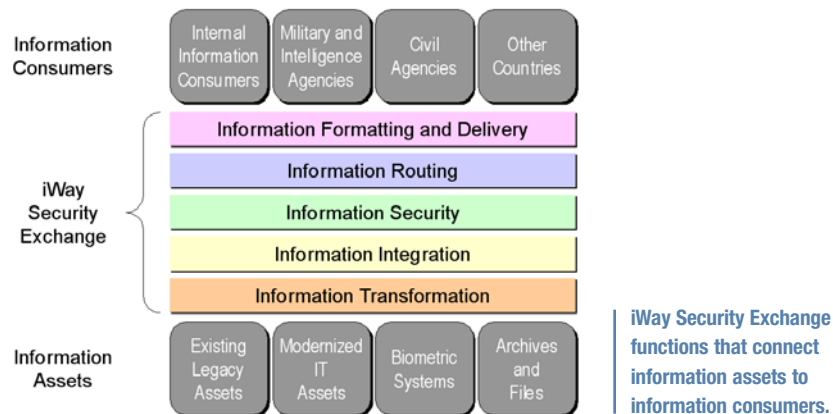 Information
Consumers
Internal
Information
Consumers
Military and
Intelligence
Agencies
Civil
Agencies
Other
Countries
iWay
Security
Exchange
Information Formatting and Delivery
Information Routing
Information Security
Information Integration
Information Transformation
Information
Assets
Existing
Legacy
Assets
Modernized
IT
Assets
Biometric
Systems
Archives
and
Files
iWay Security Exchange
functions that connect
information assets to
information consumers.